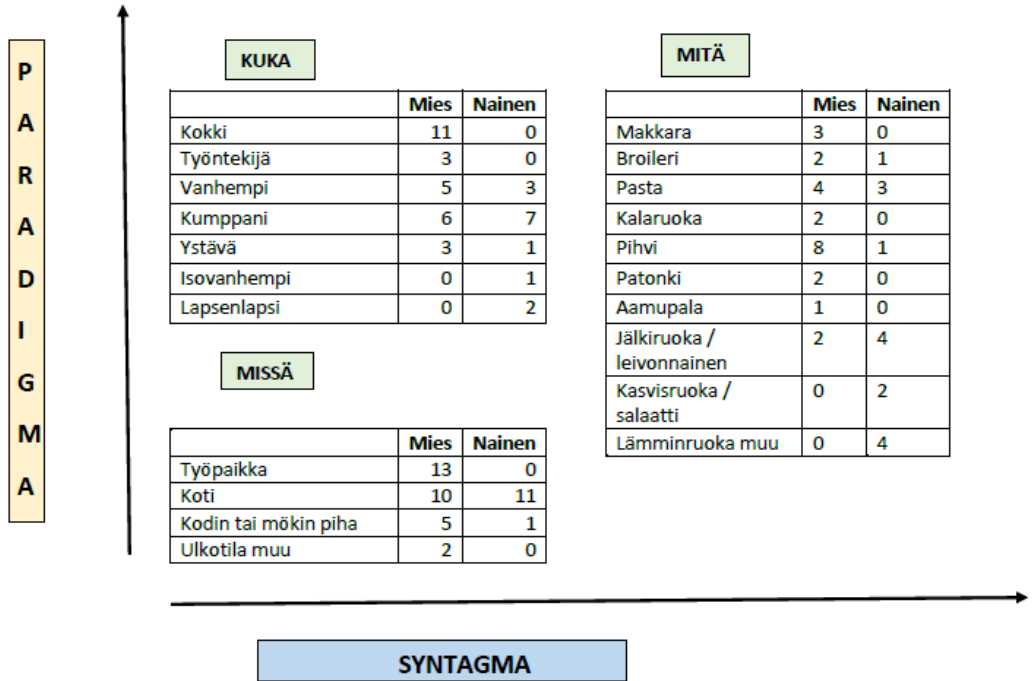 PARADIGMA
KUKA
Mies Nainen
Kokki 11 0
Työntekijä 3 0
Vanhempi 5 3
Kumppani 6 7
Ystävä 3 1
Isovanhempi 0 1
Lapsenlapsi 0 2
MISSÄ
Mies Nainen
Työpaikka 13 0
Koti 10 11
Kodin tai mökin piha 5 1
Ulkotila muu 2 0
MITÄ
Mies Nainen
Makkara 3 0
Broileri 2 1
Pasta 4 3
Kalaruoka 2 0
Pihvi 8 1
Patonki 2 0
Aamupala 1 0
Jälkiruoka / 2 4
leivonnainen
Kasvisruoka / 0 2
salaatti
Lämminruoka muu 0 4
SYNTAGMA